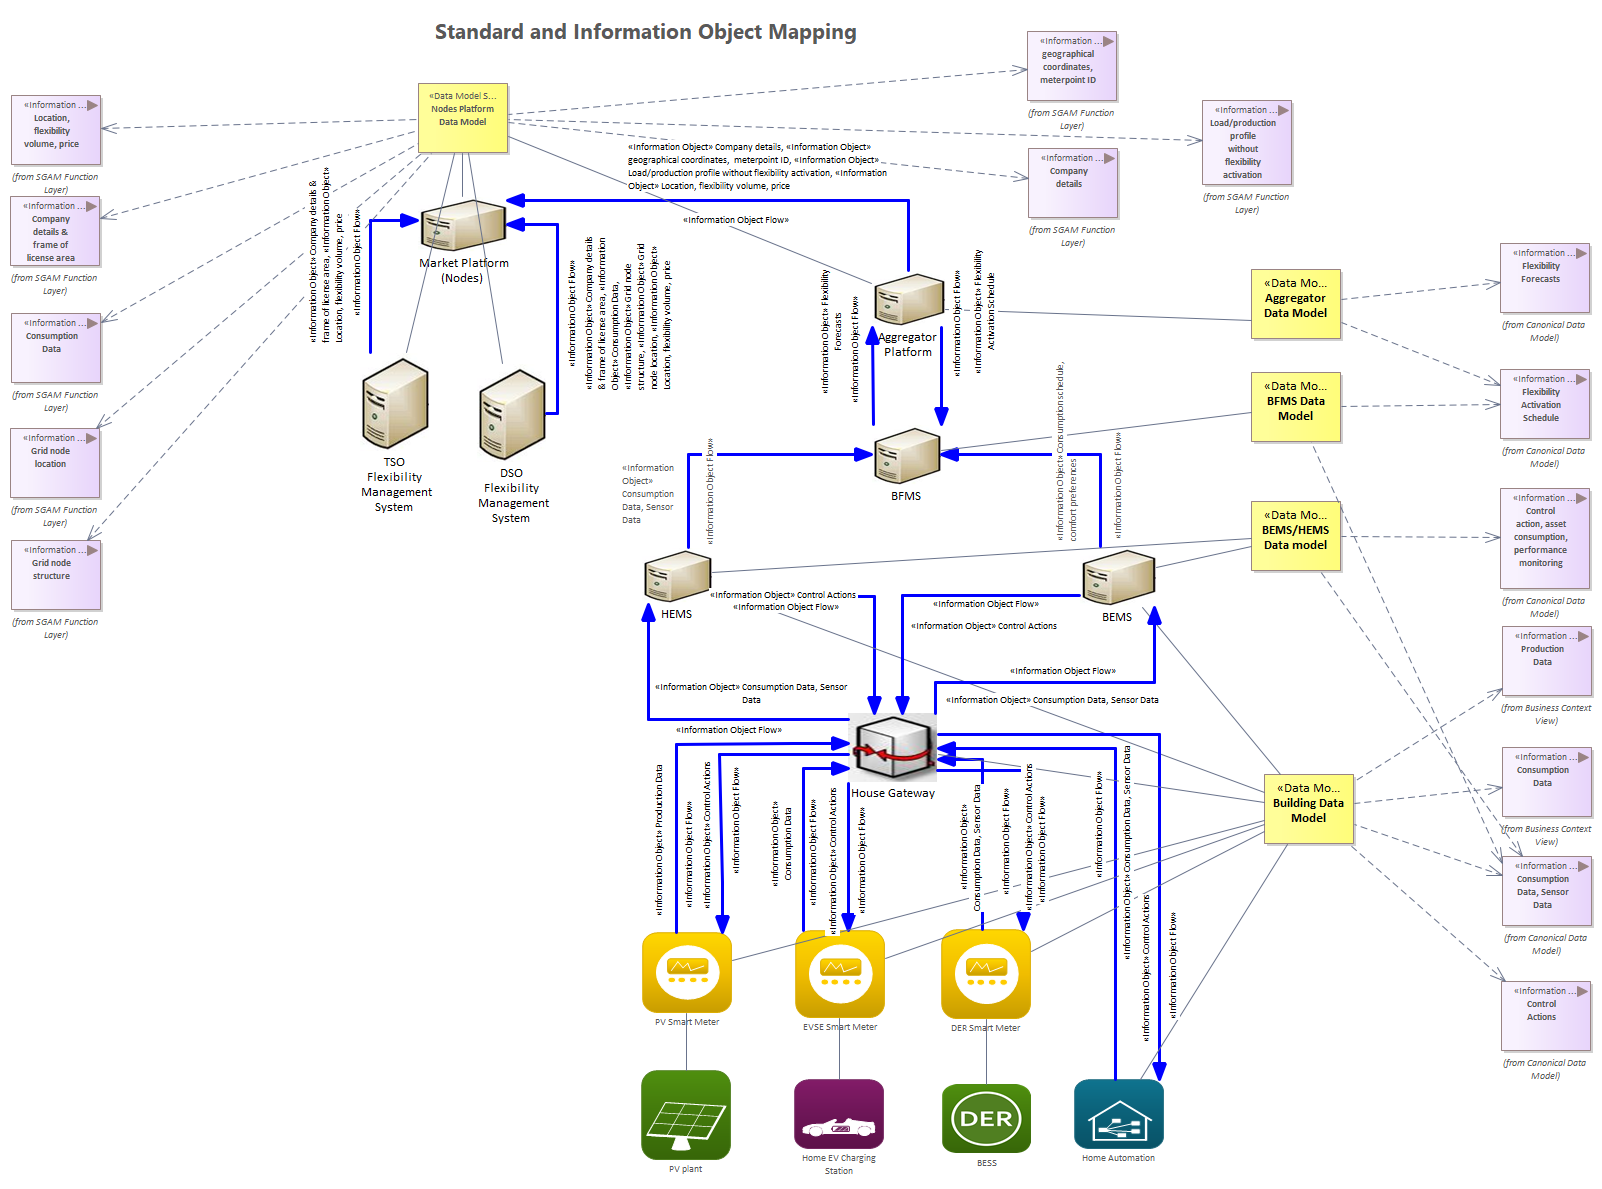 Standard and Information Object Mapping
«Information ...
Location,
flexibility
volume, price
(from SGAM Function
Layer)
«Information ...
Company
details &
frame of
license area
(from SGAM Function
Layer)
«Information ...
Consumption
Data
(from SGAM Function
Layer)
«Information ...
Grid node
location
(from SGAM Function
Layer)
«Information ...
Grid node
structure
(from SGAM Function
Layer)
«Data Model S...
Nodes Platform
Data Model
«Information ...
geographical
coordinates,
meterpoint ID
(from SGAM Function
Layer)
«Information ...
Load/production
profile
without
flexibility
activation
(from SGAM Function
Layer)
«Information ...
Company
details
(from SGAM Function
Layer)
«Information Object» Company details, «Information Object»
geographical coordinates, meterpoint ID, «Information Object»
Load/production profile without flexibility activation, «Information
Object» Location, flexibility volume, price
«Information Object Flow»
«Information Object» Company details &
frame of license area, «Information Object»
Location, flexibility volume, price
«Information Object Flow»
Market Platform
(Nodes)
«Information Object Flow»
«Information Object» Company details
& frame of license area, «Information
Object» Consumption Data,
«Information Object» Grid node
structure, «Information Object» Grid
node location, «Information Object»
Location, flexibility volume, price
TSO
Flexibility
Management
System
DSO
Flexibility
Management
System
«Information Object» Flexibility
Forecasts
«Information Object Flow»
Aggregator
Platform
«Information Object Flow»
«Information Object» Flexibility
Activation Schedule
«Data Mo...
Aggregator
Data Model
«Information ...
Flexibility
Forecasts
(from Canonical Data
Model)
«Data Mo...
BFMS Data
Model
«Information ...
Flexibility
Activation
Schedule
(from Canonical Data
Model)
BFMS
«Information
Object»
Consumption
Data, Sensor
Data
«Information Object Flow»
«Information Object» Consumption schedule,
comfort preferences
«Information Object Flow»
«Data Mo...
BEMS/HEMS
Data model
«Information ...
Control
action, asset
consumption,
performance
monitoring
(from Canonical Data
Model)
HEMS
«Information Object» Control Actions
«Information Object Flow»
BEMS
«Information Object Flow»
«Information Object» Control Actions
«Information Object Flow»
«Information Object» Consumption Data, Sensor Data
«Information Object» Consumption Data, Sensor
Data
«Information Object Flow»
House Gateway
«Information ...
Production
Data
(from Business Context
View)
«Information ...
Consumption
Data
(from Business Context
View)
«Data Mo...
Building Data
Model
«Information ...
Consumption
Data, Sensor
Data
(from Canonical Data
Model)
«Information ...
Control
Actions
(from Canonical Data
Model)
«Information Object» Production Data
«Information Object Flow»
«Information Object» Control Actions
«Information Object Flow»
«Information Object»
Consumption Data
«Information Object Flow»
«Information Object» Control Actions
«Information Object Flow»
«Information Object»
Consumption Data, Sensor Data
«Information Object Flow»
«Information Object» Control Actions
«Information Object Flow»
«Information Object Flow»
«Information Object» Consumption Data, Sensor Data
«Information Object» Control Actions
«Information Object Flow»
PV Smart Meter
EVSE Smart Meter
DER Smart Meter
DER
PV plant
Home EV Charging
Station
BESS
Home Automation